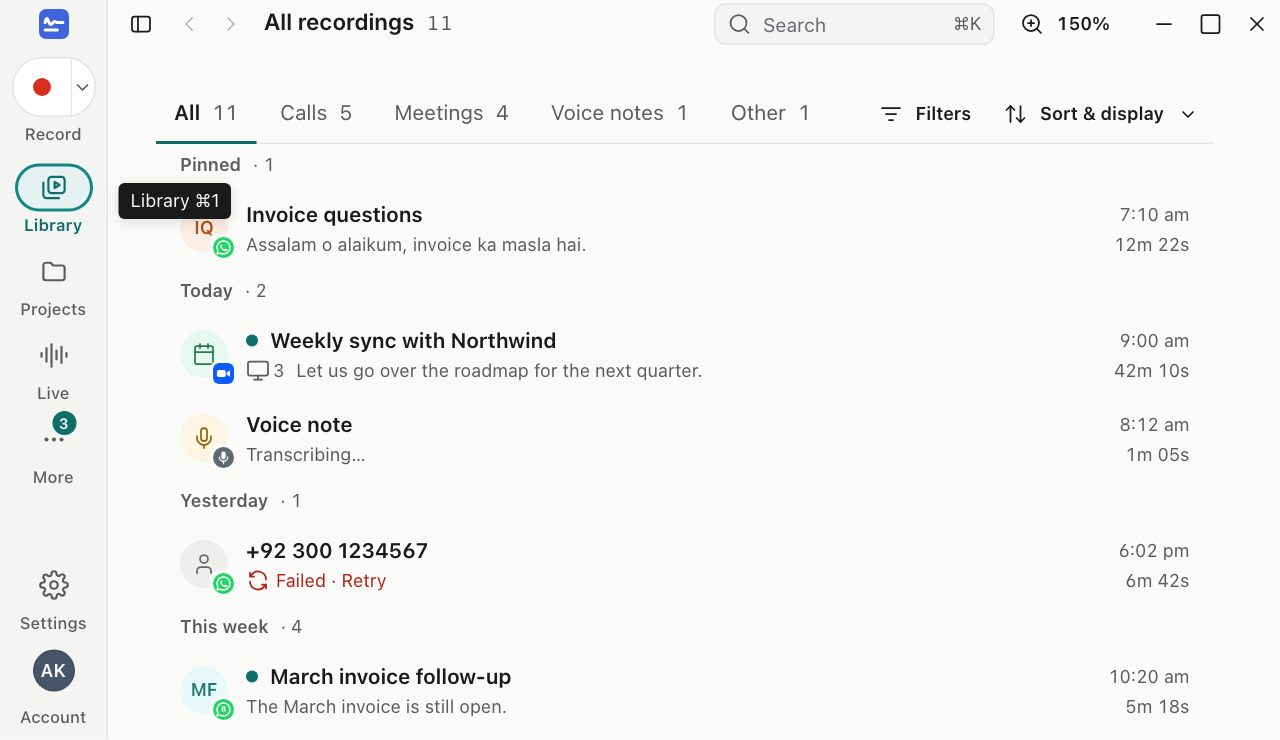 All recordings 11
Search ⌘K
150%
Record
Library
Projects
Live
3
More
Settings
AK
Account
Library ⌘1
All 11
Calls 5
Meetings 4
Voice notes 1
Other 1
Filters
Sort & display
Pinned · 1
IQ
Invoice questions
7:10 am
Assalam o alaikum, invoice ka masla hai.
12m 22s
Today · 2
Weekly sync with Northwind
9:00 am
3 Let us go over the roadmap for the next quarter.
42m 10s
Voice note
8:12 am
Transcribing...
1m 05s
Yesterday · 1
+92 300 1234567
6:02 pm
Failed · Retry
6m 42s
This week · 4
MF
March invoice follow-up
10:20 am
The March invoice is still open.
5m 18s